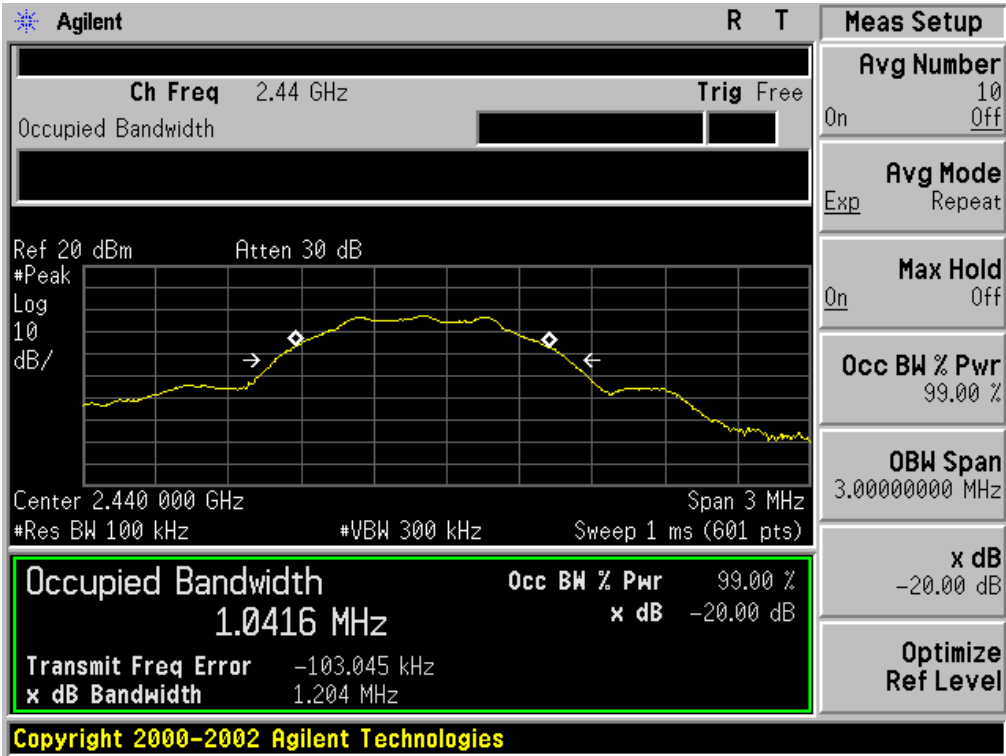 Agilent R T
Ch Freq 2.44 GHz Trig Free
Occupied Bandwidth
Ref 20 dBm Atten 30 dB
#Peak
Log
10
dB/
Center 2.440 000 GHz Span 3 MHz
#Res BW 100 kHz #VBW 300 kHz Sweep 1 ms (601 pts)
Occupied Bandwidth
1.0416 MHz
Occ BW % Pwr 99.00 %
x dB -20.00 dB
Transmit Freq Error -103.045 kHz
x dB Bandwidth 1.204 MHz
Copyright 2000-2002 Agilent Technologies
Meas Setup
Avg Number
10
On Off
Avg Mode
Exp Repeat
Max Hold
On Off
Occ BW % Pwr
99.00 %
OBW Span
3.00000000 MHz
x dB
-20.00 dB
Optimize
Ref Level